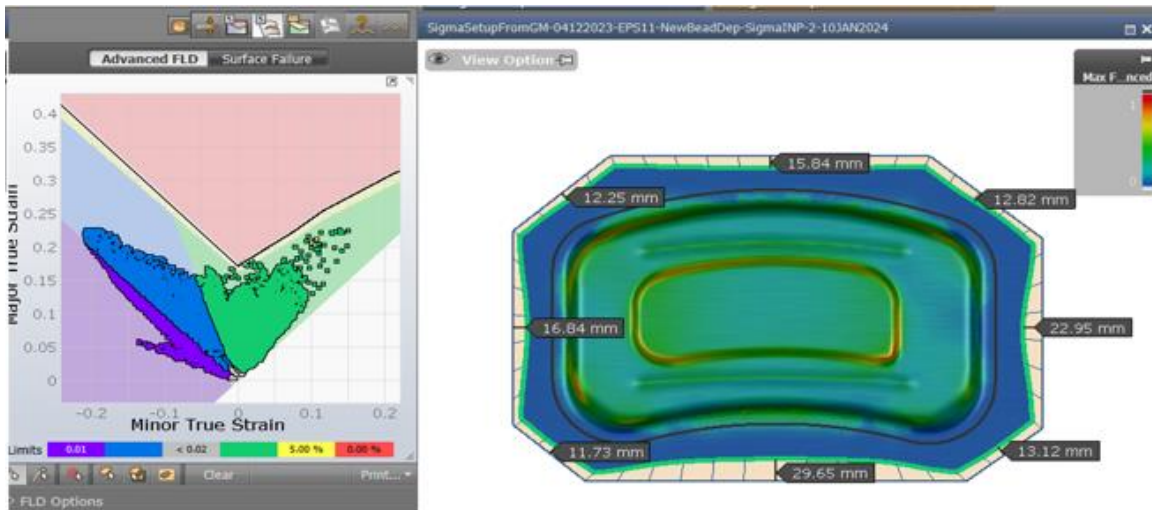 SigmaSetupFromGM-04122023-EPS11-NewBeadDep-SigmaINP-2-10JAN2024
Advanced FLD
Surface Failure
View Option
Max F...nced
1
0
0.4
0.35
0.3
0.25
0.2
0.15
0.1
0.05
0
Major True Strain
-0.2
-0.1
0
0.1
0.2
Minor True Strain
Limits
0.01
< 0.02
5.00 %
0.00 %
Clear
Print...
FLD Options
15.84 mm
12.25 mm
12.82 mm
16.84 mm
22.95 mm
11.73 mm
13.12 mm
29.65 mm